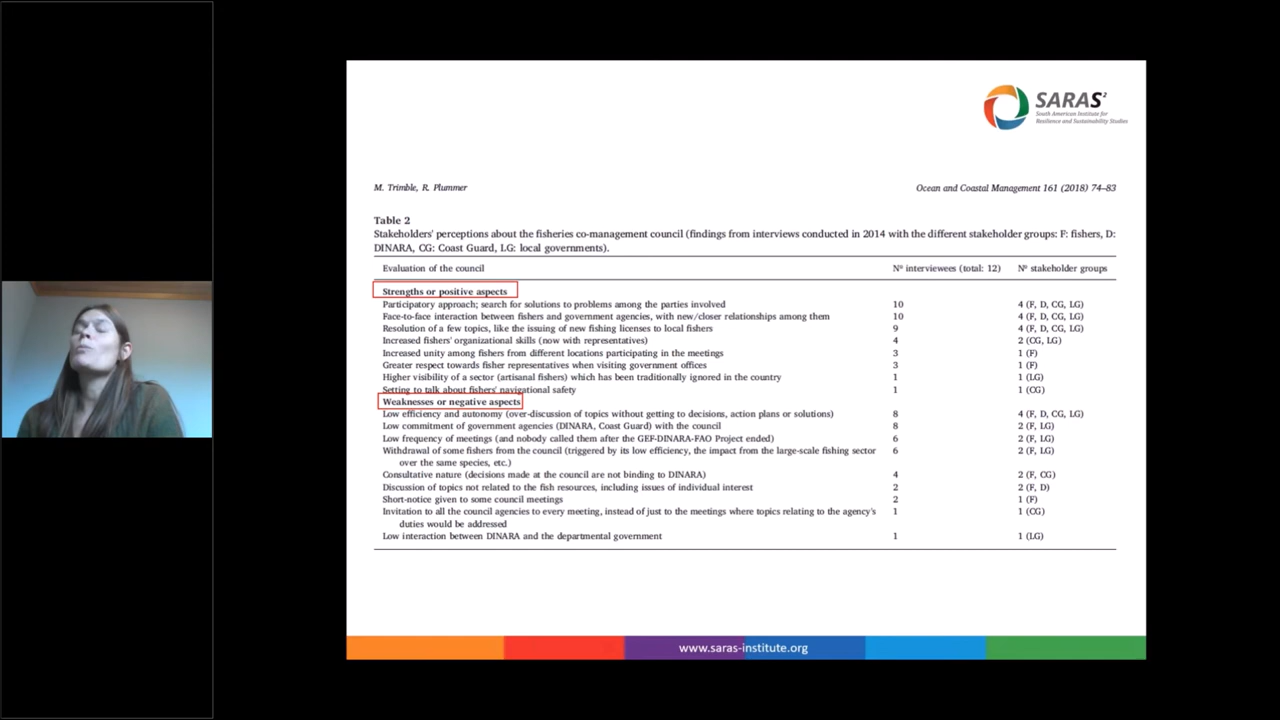 SARAS²
South American Institute for
Resilience and Sustainability Studies
M. Trimble, R. Plummer
Ocean and Coastal Management 161 (2018) 74–83
Table 2
Stakeholders' perceptions about the fisheries co-management council (findings from interviews conducted in 2014 with the different stakeholder groups: F: fishers, D:
DINARA, CG: Coast Guard, LG: local governments).
Evaluation of the council Nº interviewees (total: 12) Nº stakeholder groups
Strengths or positive aspects
Participatory approach; search for solutions to problems among the parties involved 10 4 (F, D, CG, LG)
Face-to-face interaction between fishers and government agencies, with new/closer relationships among them 10 4 (F, D, CG, LG)
Resolution of a few topics, like the issuing of new fishing licenses to local fishers 9 4 (F, D, CG, LG)
Increased fishers' organizational skills (now with representatives) 4 2 (CG, LG)
Increased unity among fishers from different locations participating in the meetings 3 1 (F)
Greater respect towards fisher representatives when visiting government offices 3 1 (F)
Higher visibility of a sector (artisanal fishers) which has been traditionally ignored in the country 1 1 (LG)
Setting to talk about fishers' navigational safety 1 1 (CG)
Weaknesses or negative aspects
Low efficiency and autonomy (over-discussion of topics without getting to decisions, action plans or solutions) 8 4 (F, D, CG, LG)
Low commitment of government agencies (DINARA, Coast Guard) with the council 8 2 (F, LG)
Low frequency of meetings (and nobody called them after the GEF-DINARA-FAO Project ended) 6 2 (F, LG)
Withdrawal of some fishers from the council (triggered by its low efficiency, the impact from the large-scale fishing sector 6 2 (F, LG)
over the same species, etc.)
Consultative nature (decisions made at the council are not binding to DINARA) 4 2 (F, CG)
Discussion of topics not related to the fish resources, including issues of individual interest 2 2 (F, D)
Short-notice given to some council meetings 2 1 (F)
Invitation to all the council agencies to every meeting, instead of just to the meetings where topics relating to the agency's 1 1 (CG)
duties would be addressed
Low interaction between DINARA and the departmental government 1 1 (LG)
www.saras-institute.org